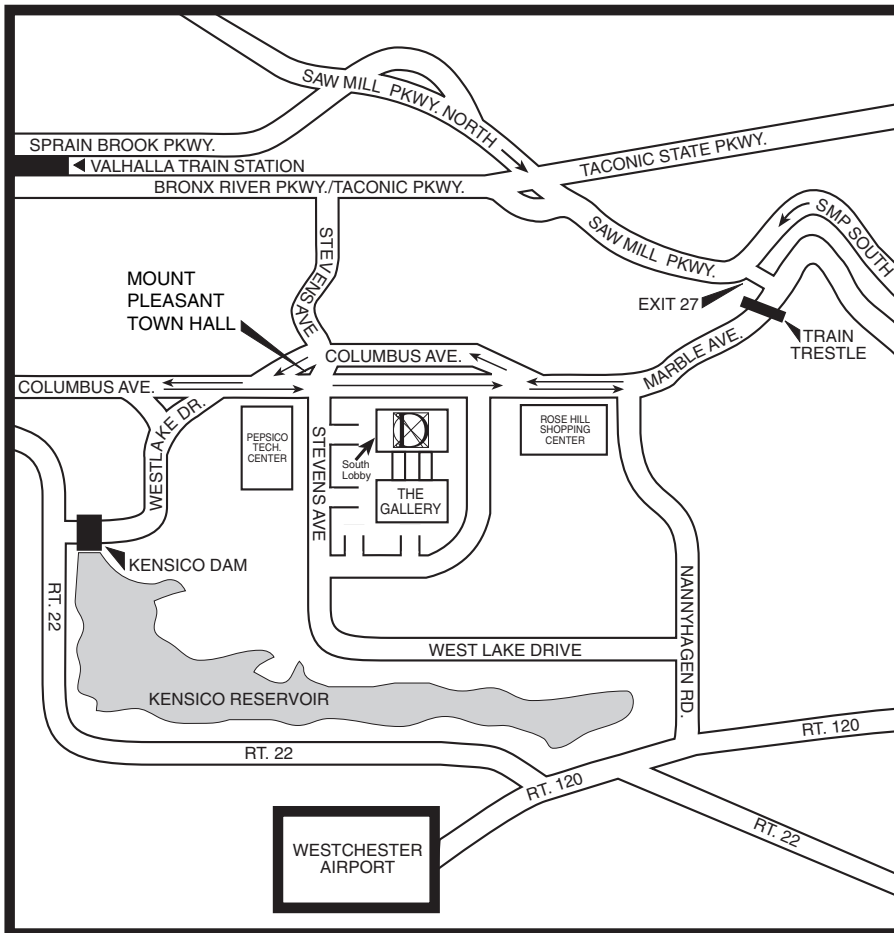 SAW MILL PKWY. NORTH
SPRAIN BROOK PKWY.
VALHALLA TRAIN STATION
TACONIC STATE PKWY.
BRONX RIVER PKWY./TACONIC PKWY.
SMP SOUTH
STEVENS AVE
SAW MILL PKWY.
MOUNT
PLEASANT
TOWN HALL
EXIT 27
TRAIN
TRESTLE
COLUMBUS AVE.
MARBLE AVE.
COLUMBUS AVE.
WESTLAKE DR.
PEPSICO
TECH.
CENTER
STEVENS AVE
South
Lobby
ROSE HILL
SHOPPING
CENTER
THE
GALLERY
KENSICO DAM
RT. 22
NANNYHAGEN RD.
WEST LAKE DRIVE
KENSICO RESERVOIR
RT. 22
RT. 120
RT. 120
RT. 22
WESTCHESTER
AIRPORT